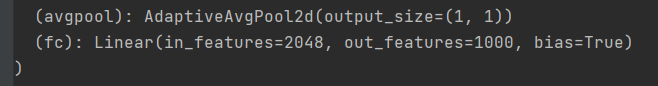 (avgpool): AdaptiveAvgPool2d(output_size=(1, 1))
(fc): Linear(in_features=2048, out_features=1000, bias=True)
)